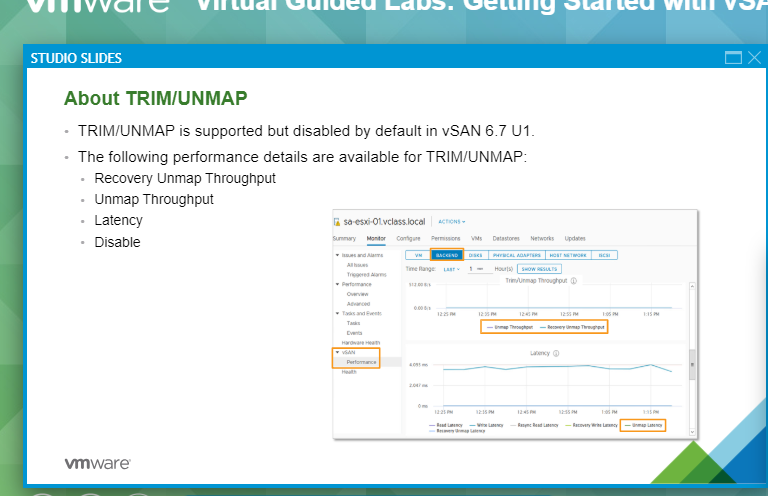 vmware Virtual Guided Labs: Getting Started with vSA
STUDIO SLIDES
About TRIM/UNMAP
TRIM/UNMAP is supported but disabled by default in vSAN 6.7 U1.
The following performance details are available for TRIM/UNMAP:
Recovery Unmap Throughput
Unmap Throughput
Latency
Disable
sa-esxi-01.vclass.local ACTIONS
Summary Monitor Configure Permissions VMs Datastores Networks Updates
Issues and Alarms
All Issues
Triggered Alarms
Performance
Overview
Advanced
Tasks and Events
Tasks
Events
Hardware Health
vSAN
Performance
Health
VM BACKEND DISKS PHYSICAL ADAPTERS HOST NETWORK iSCSI
Time Range: LAST 1 Hour(s) SHOW RESULTS
Trim/Unmap Throughput
512.00 B/s
0.00 B/s
12:25 PM 12:35 PM 12:45 PM 12:55 PM 1:05 PM 1:15 PM
Unmap Throughput Recovery Unmap Throughput
Latency
4.095 ms
2.047 ms
0 ms
12:25 PM 12:35 PM 12:45 PM 12:55 PM 1:05 PM 1:15 PM
Read Latency Write Latency Resync Read Latency Recovery Write Latency Unmap Latency
Recovery Unmap Latency
vmware